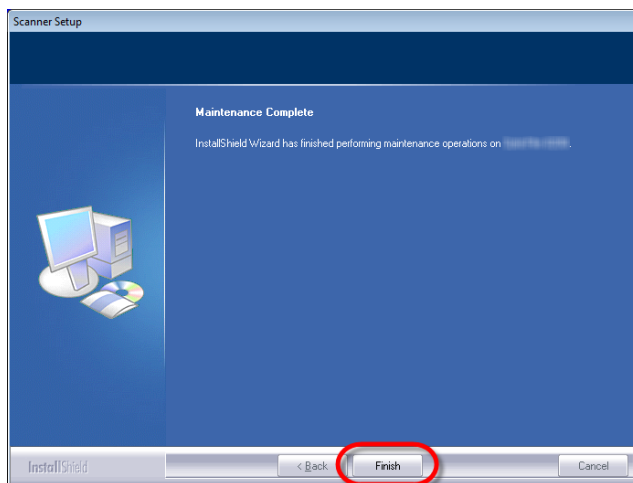 Scanner Setup
Maintenance Complete
InstallShield Wizard has finished performing maintenance operations on .
InstallShield
< Back
Finish
Cancel